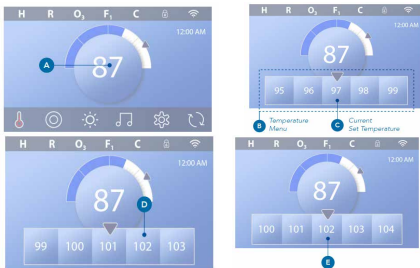 H R O₃ F₁ C
12:00 AM
A
87
H R O₃ F₁ C
12:00 AM
87
95 96 97 98 99
B Temperature Menu
C Current Set Temperature
H R O₃ F₁ C
12:00 AM
87
D
99 100 101 102 103
H R O₃ F₁ C
12:00 AM
87
100 101 102 103 104
E